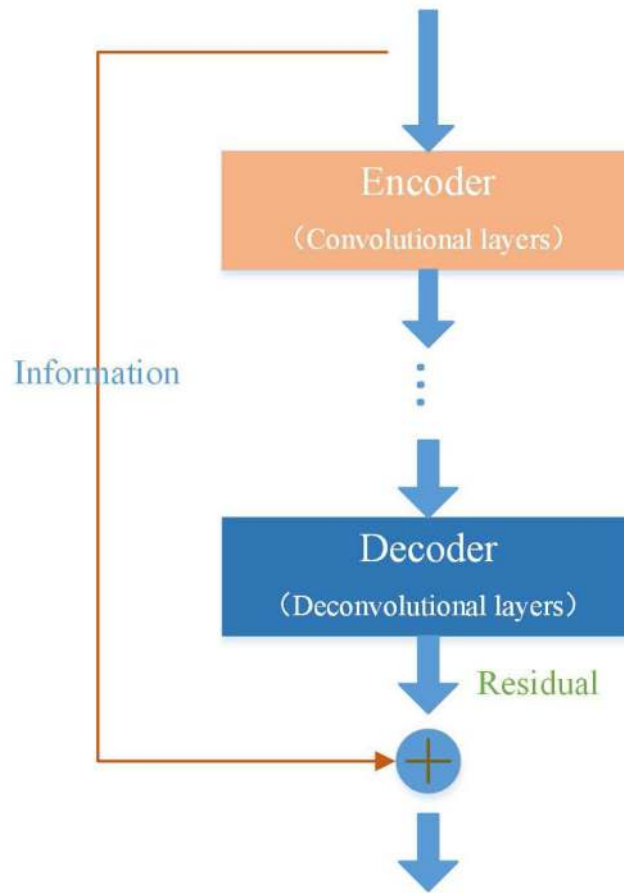 Encoder
（Convolutional layers）
Information
Decoder
（Deconvolutional layers）
Residual